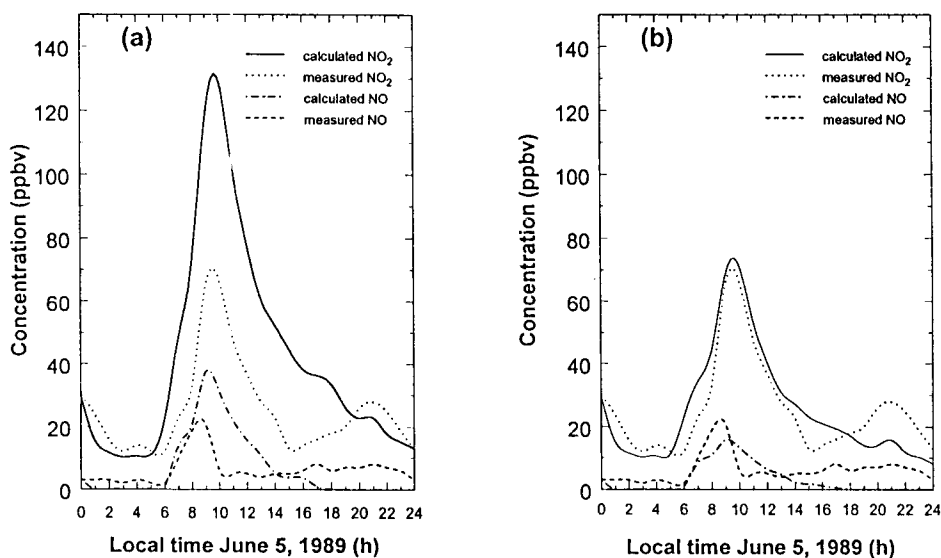 (a)
calculated NO₂
measured NO₂
calculated NO
measured NO
140
120
100
80
60
40
20
0
Concentration (ppbv)
0 2 4 6 8 10 12 14 16 18 20 22 24
Local time June 5, 1989 (h)
(b)
calculated NO₂
measured NO₂
calculated NO
measured NO
140
120
100
80
60
40
20
0
Concentration (ppbv)
0 2 4 6 8 10 12 14 16 18 20 22 24
Local time June 5, 1989 (h)